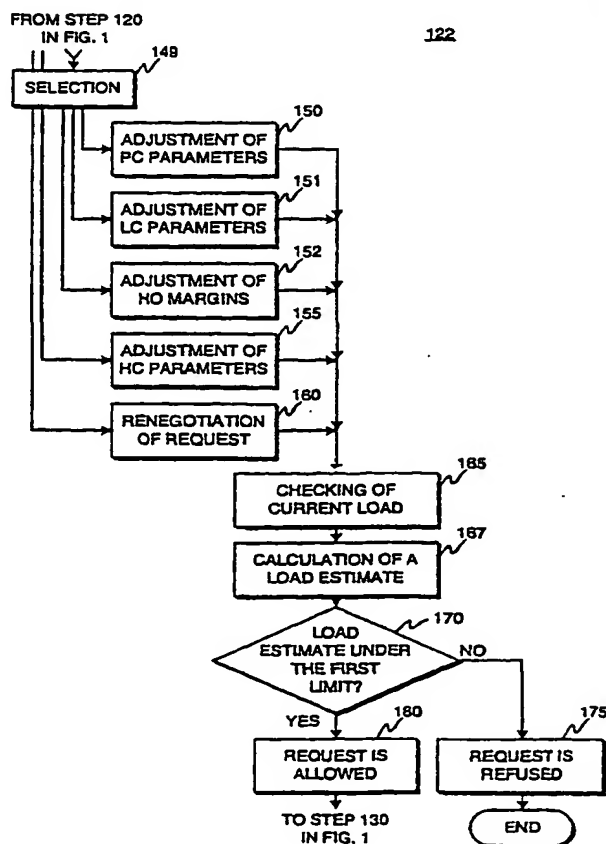 FROM STEP 120
IN FIG. 1
122
149
SELECTION
150
ADJUSTMENT OF
PC PARAMETERS
151
ADJUSTMENT OF
LC PARAMETERS
152
ADJUSTMENT OF
HO MARGINS
155
ADJUSTMENT OF
HC PARAMETERS
160
RENEGOTIATION
OF REQUEST
165
CHECKING OF
CURRENT LOAD
167
CALCULATION OF A
LOAD ESTIMATE
170
LOAD
ESTIMATE UNDER
THE FIRST
LIMIT?
NO
YES
180
175
REQUEST IS
ALLOWED
REQUEST IS
REFUSED
TO STEP 130
IN FIG. 1
END